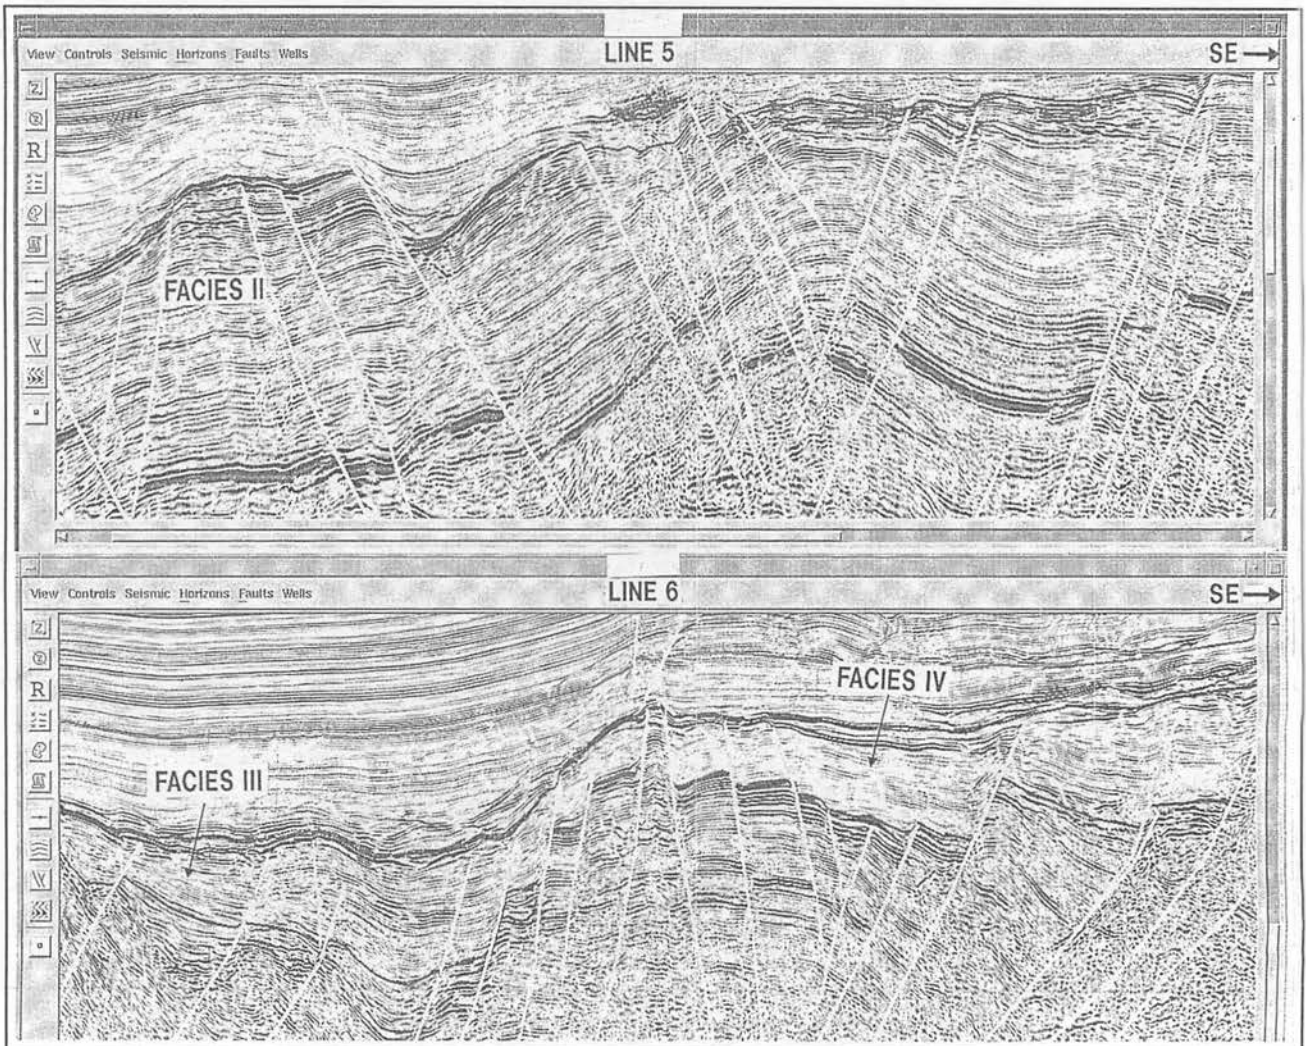 LINE 5
SE
View Controls Seismic Horizons Faults Wells
Z
R
FACIES II
LINE 6
SE
View Controls Seismic Horizons Faults Wells
Z
R
FACIES IV
FACIES III